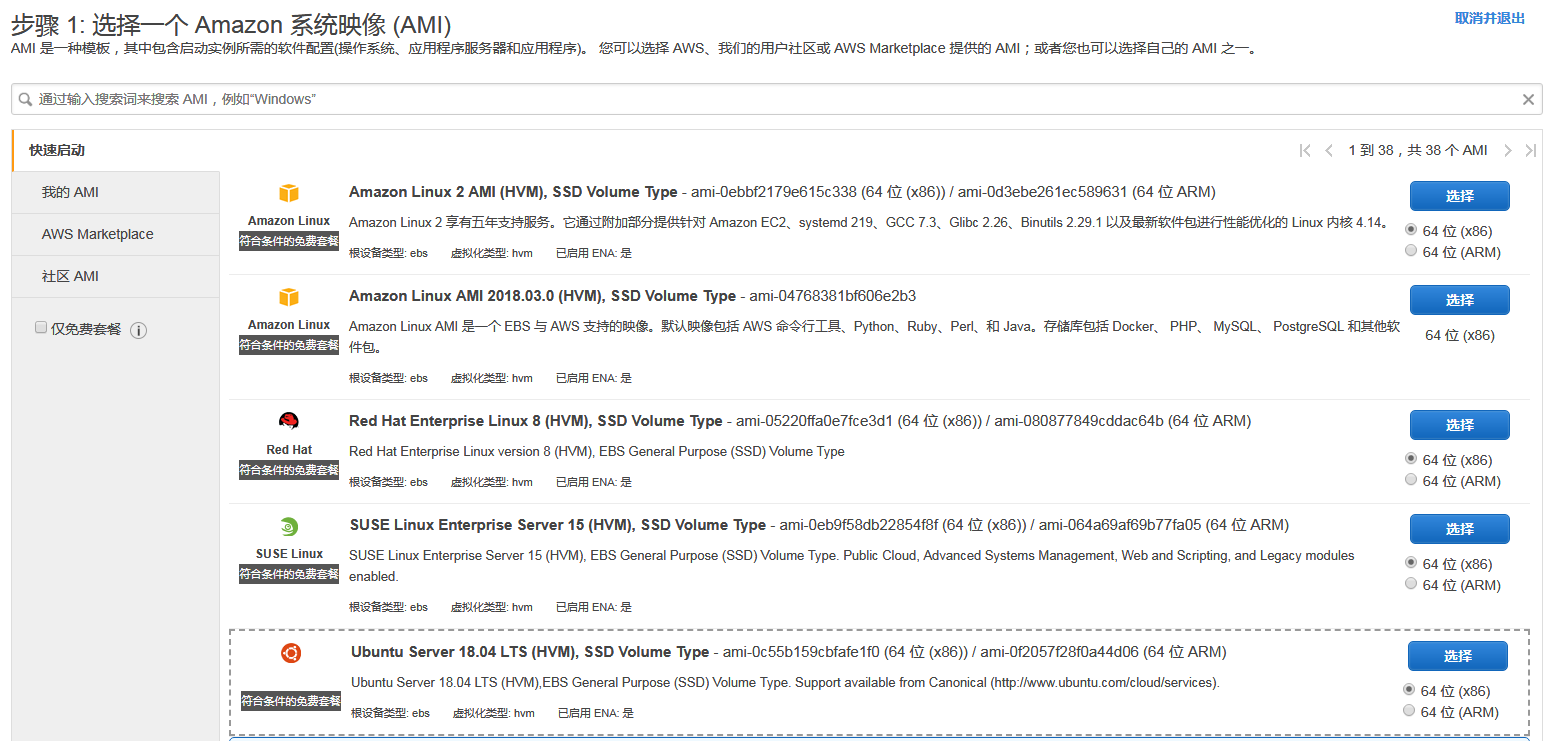 步骤 1: 选择一个 Amazon 系统映像 (AMI)
取消并退出
AMI 是一种模板，其中包含启动实例所需的软件配置(操作系统、应用程序服务器和应用程序)。 您可以选择 AWS、我们的用户社区或 AWS Marketplace 提供的 AMI；或者您也可以选择自己的 AMI 之一。
通过输入搜索词来搜索 AMI，例如“Windows”
快速启动
我的 AMI
AWS Marketplace
社区 AMI
仅免费套餐
1 到 38，共 38 个 AMI
Amazon Linux
符合条件的免费套餐
Amazon Linux 2 AMI (HVM), SSD Volume Type - ami-0ebbf2179e615c338 (64 位 (x86)) / ami-0d3ebe261ec589631 (64 位 ARM)
Amazon Linux 2 享有五年支持服务。它通过附加部分提供针对 Amazon EC2、systemd 219、GCC 7.3、Glibc 2.26、Binutils 2.29.1 以及最新软件包进行性能优化的 Linux 内核 4.14。
根设备类型: ebs 虚拟化类型: hvm 已启用 ENA: 是
选择
64 位 (x86)
64 位 (ARM)
Amazon Linux
符合条件的免费套餐
Amazon Linux AMI 2018.03.0 (HVM), SSD Volume Type - ami-04768381bf606e2b3
Amazon Linux AMI 是一个 EBS 与 AWS 支持的映像。默认映像包括 AWS 命令行工具、Python、Ruby、Perl、和 Java。存储库包括 Docker、 PHP、 MySQL、 PostgreSQL 和其他软
件包。
根设备类型: ebs 虚拟化类型: hvm 已启用 ENA: 是
选择
64 位 (x86)
Red Hat
符合条件的免费套餐
Red Hat Enterprise Linux 8 (HVM), SSD Volume Type - ami-05220ffa0e7fce3d1 (64 位 (x86)) / ami-080877849cddac64b (64 位 ARM)
Red Hat Enterprise Linux version 8 (HVM), EBS General Purpose (SSD) Volume Type
根设备类型: ebs 虚拟化类型: hvm 已启用 ENA: 是
选择
64 位 (x86)
64 位 (ARM)
SUSE Linux
符合条件的免费套餐
SUSE Linux Enterprise Server 15 (HVM), SSD Volume Type - ami-0eb9f58db22854f8f (64 位 (x86)) / ami-064a69af69b77fa05 (64 位 ARM)
SUSE Linux Enterprise Server 15 (HVM), EBS General Purpose (SSD) Volume Type. Public Cloud, Advanced Systems Management, Web and Scripting, and Legacy modules
enabled.
根设备类型: ebs 虚拟化类型: hvm 已启用 ENA: 是
选择
64 位 (x86)
64 位 (ARM)
符合条件的免费套餐
Ubuntu Server 18.04 LTS (HVM), SSD Volume Type - ami-0c55b159cbfafe1f0 (64 位 (x86)) / ami-0f2057f28f0a44d06 (64 位 ARM)
Ubuntu Server 18.04 LTS (HVM),EBS General Purpose (SSD) Volume Type. Support available from Canonical (http://www.ubuntu.com/cloud/services).
根设备类型: ebs 虚拟化类型: hvm 已启用 ENA: 是
选择
64 位 (x86)
64 位 (ARM)